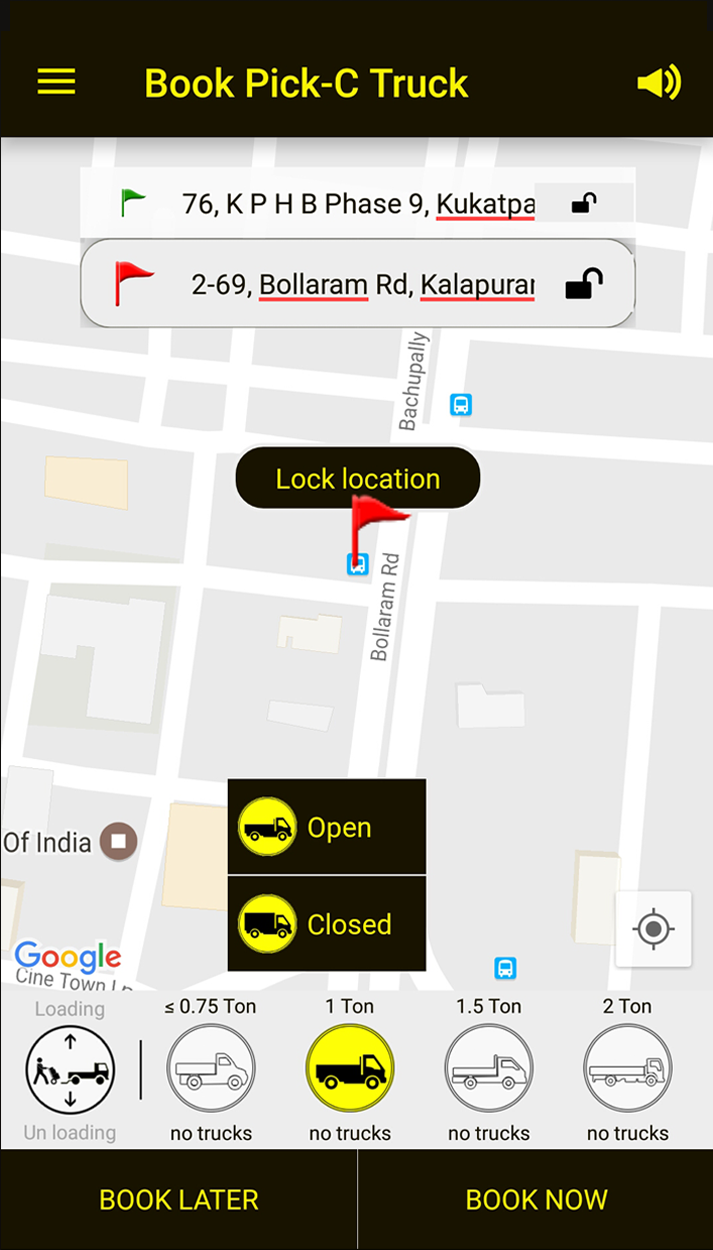 Book Pick-C Truck
76, K P H B Phase 9, Kukatpa
2-69, Bollaram Rd, Kalapurar
Bachupally
Lock location
Bollaram Rd
Open
Of India
Closed
Google
Cine Town
Loading
≤ 0.75 Ton
1 Ton
1.5 Ton
2 Ton
Un loading
no trucks
no trucks
no trucks
no trucks
BOOK LATER
BOOK NOW